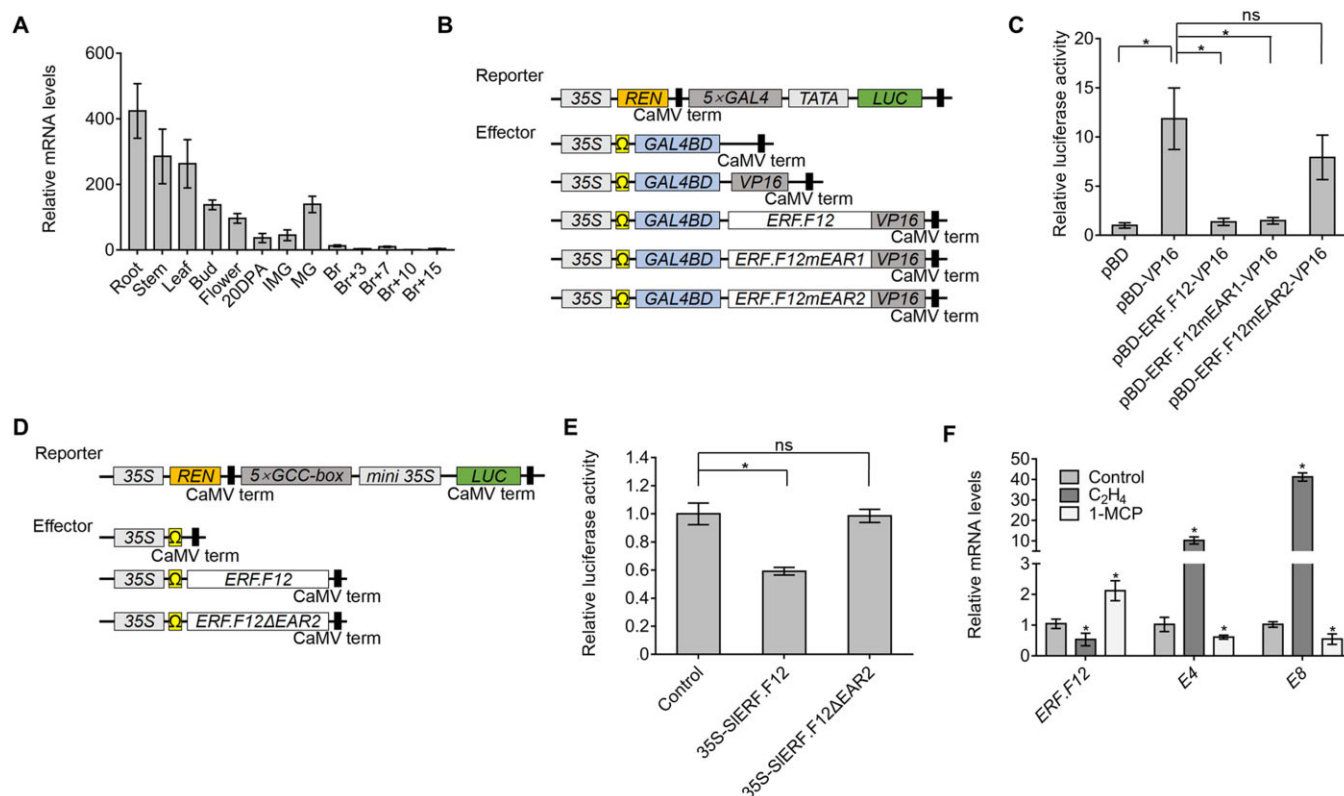 A
Relative mRNA levels
600
400
200
0
Root
Stem
Leaf
Bud
Flower
20DPA
IMG
MG
Br
Br+3
Br+7
Br+10
Br+15
B
Reporter
35S REN 5×GAL4 TATA LUC
CaMV term
Effector
35S Ω GAL4BD
CaMV term
35S Ω GAL4BD VP16
CaMV term
35S Ω GAL4BD ERF.F12 VP16
CaMV term
35S Ω GAL4BD ERF.F12mEAR1 VP16
CaMV term
35S Ω GAL4BD ERF.F12mEAR2 VP16
CaMV term
C
Relative luciferase activity
20
15
10
5
0
ns
*
*
*
pBD
pBD-VP16
pBD-ERF.F12-VP16
pBD-ERF.F12mEAR1-VP16
pBD-ERF.F12mEAR2-VP16
D
Reporter
35S REN 5×GCC-box mini 35S LUC
CaMV term CaMV term
Effector
35S Ω
CaMV term
35S Ω ERF.F12
CaMV term
35S Ω ERF.F12ΔEAR2
CaMV term
E
Relative luciferase activity
1.4
1.2
1.0
0.8
0.6
0.4
0.2
.0
ns
*
Control
35S-SlERF.F12
35S-SlERF.F12ΔEAR2
F
Relative mRNA levels
50
40
30
20
10
2
1
0
Control
C₂H₄
1-MCP
*
*
*
*
*
*
ERF.F12
E4
E8